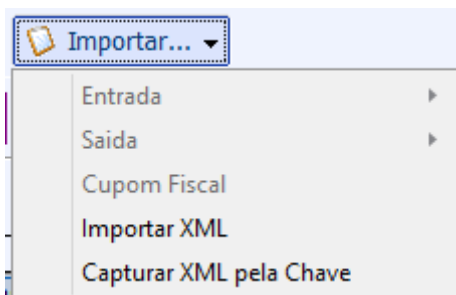 Importar...
Entrada
Saida
Cupom Fiscal
Importar XML
Capturar XML pela Chave